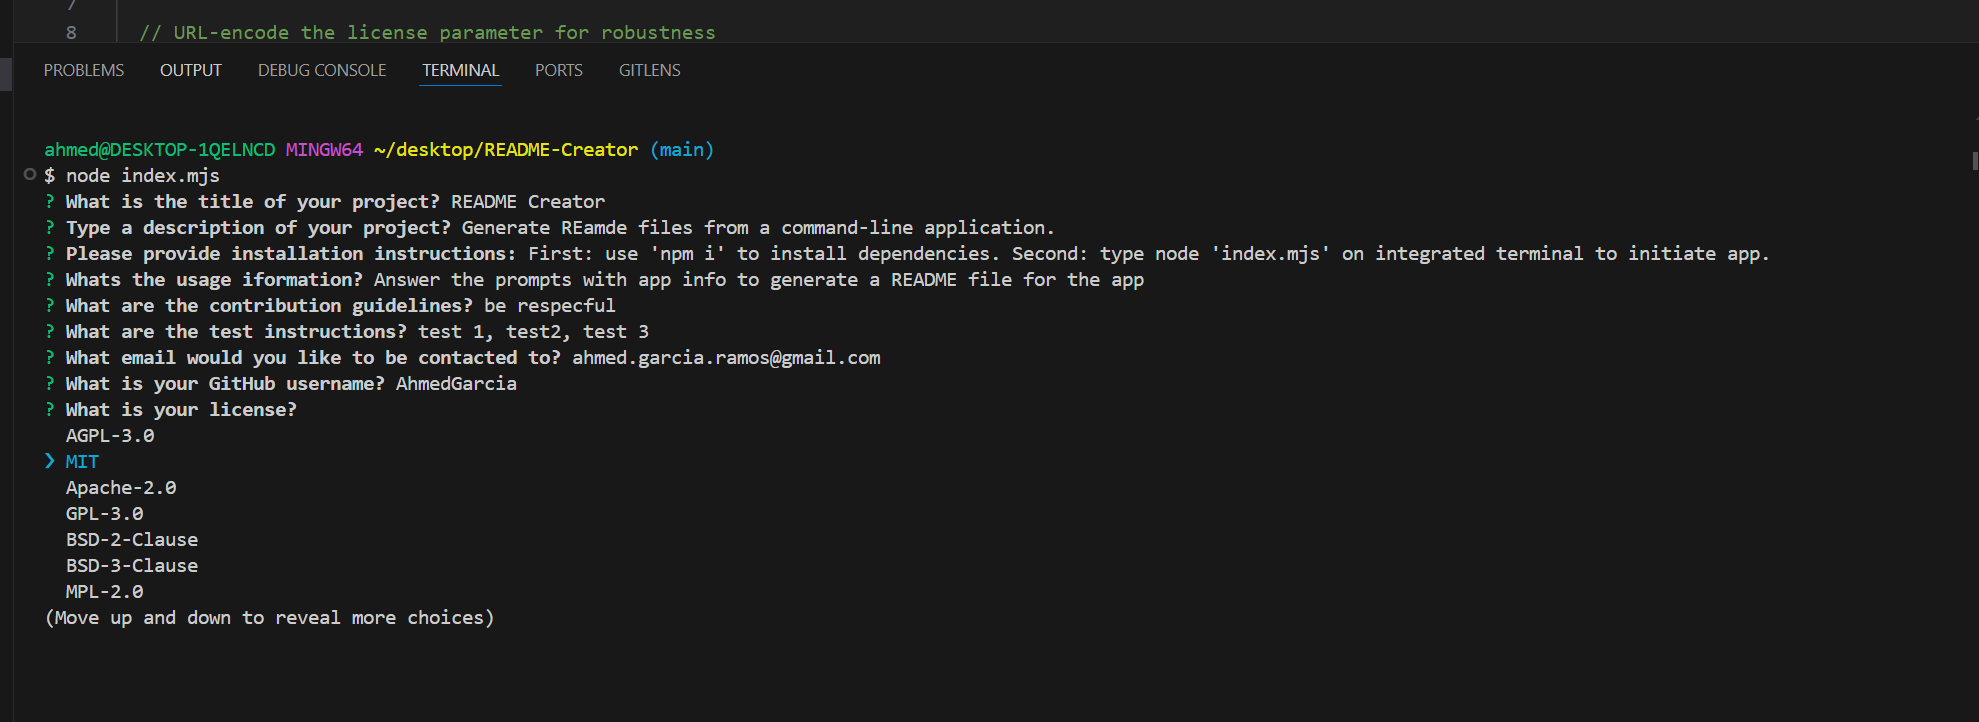 7
8 // URL-encode the license parameter for robustness
PROBLEMS OUTPUT DEBUG CONSOLE TERMINAL PORTS GITLENS
ahmed@DESKTOP-1QELNCD MINGW64 ~/desktop/README-Creator (main)
$ node index.mjs
? What is the title of your project? README Creator
? Type a description of your project? Generate REamde files from a command-line application.
? Please provide installation instructions: First: use 'npm i' to install dependencies. Second: type node 'index.mjs' on integrated terminal to initiate app.
? Whats the usage iformation? Answer the prompts with app info to generate a README file for the app
? What are the contribution guidelines? be respecful
? What are the test instructions? test 1, test2, test 3
? What email would you like to be contacted to? ahmed.garcia.ramos@gmail.com
? What is your GitHub username? AhmedGarcia
? What is your license?
AGPL-3.0
❯ MIT
Apache-2.0
GPL-3.0
BSD-2-Clause
BSD-3-Clause
MPL-2.0
(Move up and down to reveal more choices)